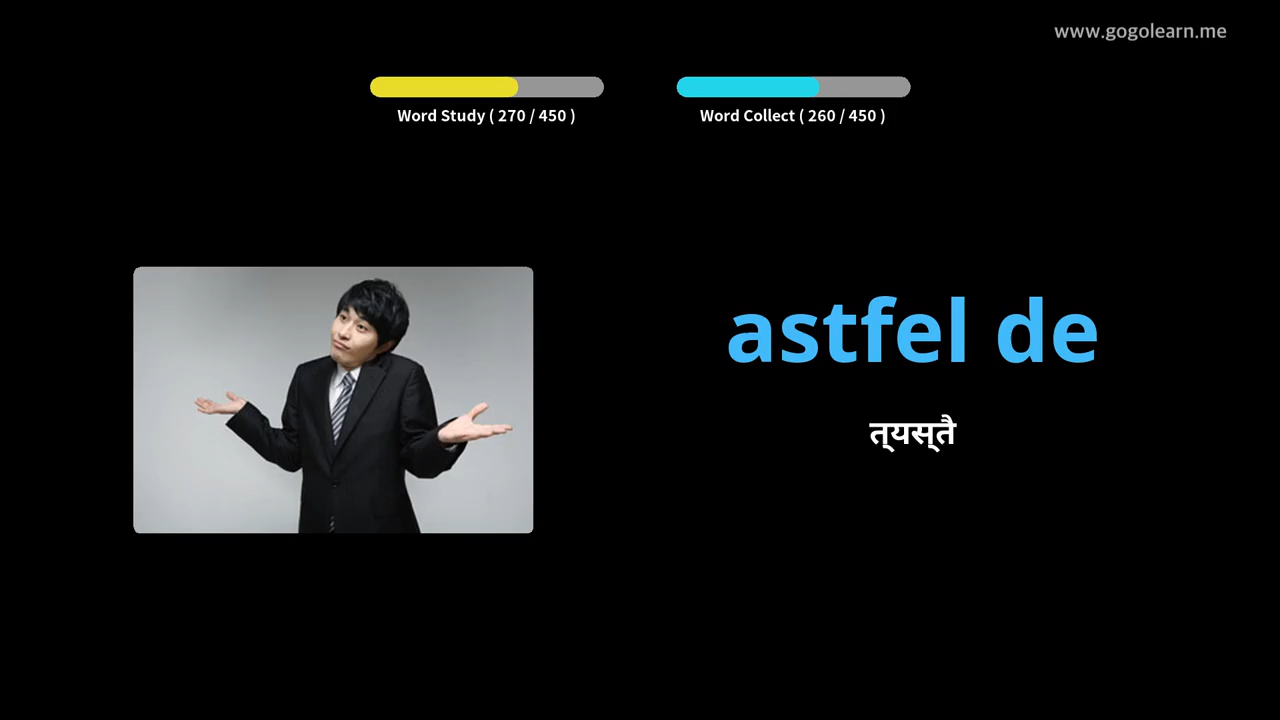 www.gogolearn.me
Word Study ( 270 / 450 )
Word Collect ( 260 / 450 )
astfel de
त्यस्तै